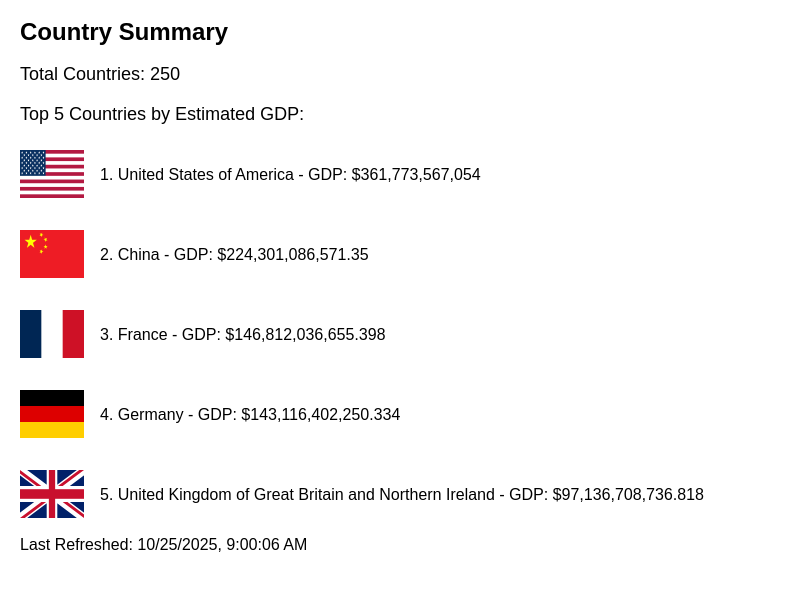 Country Summary
Total Countries: 250
Top 5 Countries by Estimated GDP:
1. United States of America - GDP: $361,773,567,054
2. China - GDP: $224,301,086,571.35
3. France - GDP: $146,812,036,655.398
4. Germany - GDP: $143,116,402,250.334
5. United Kingdom of Great Britain and Northern Ireland - GDP: $97,136,708,736.818
Last Refreshed: 10/25/2025, 9:00:06 AM